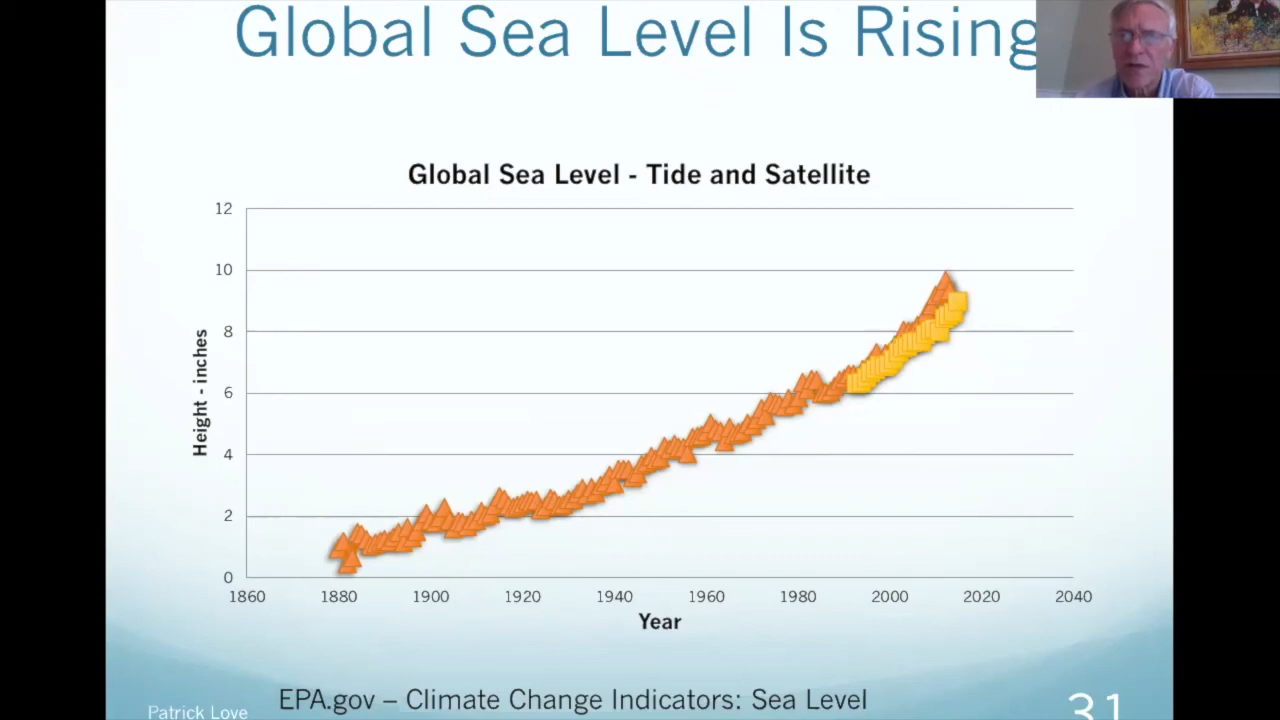 Global Sea Level Is Rising
Global Sea Level - Tide and Satellite
12
10
8
6
4
2
0
Height - inches
1860 1880 1900 1920 1940 1960 1980 2000 2020 2040
Year
EPA.gov – Climate Change Indicators: Sea Level
Patrick Love
31